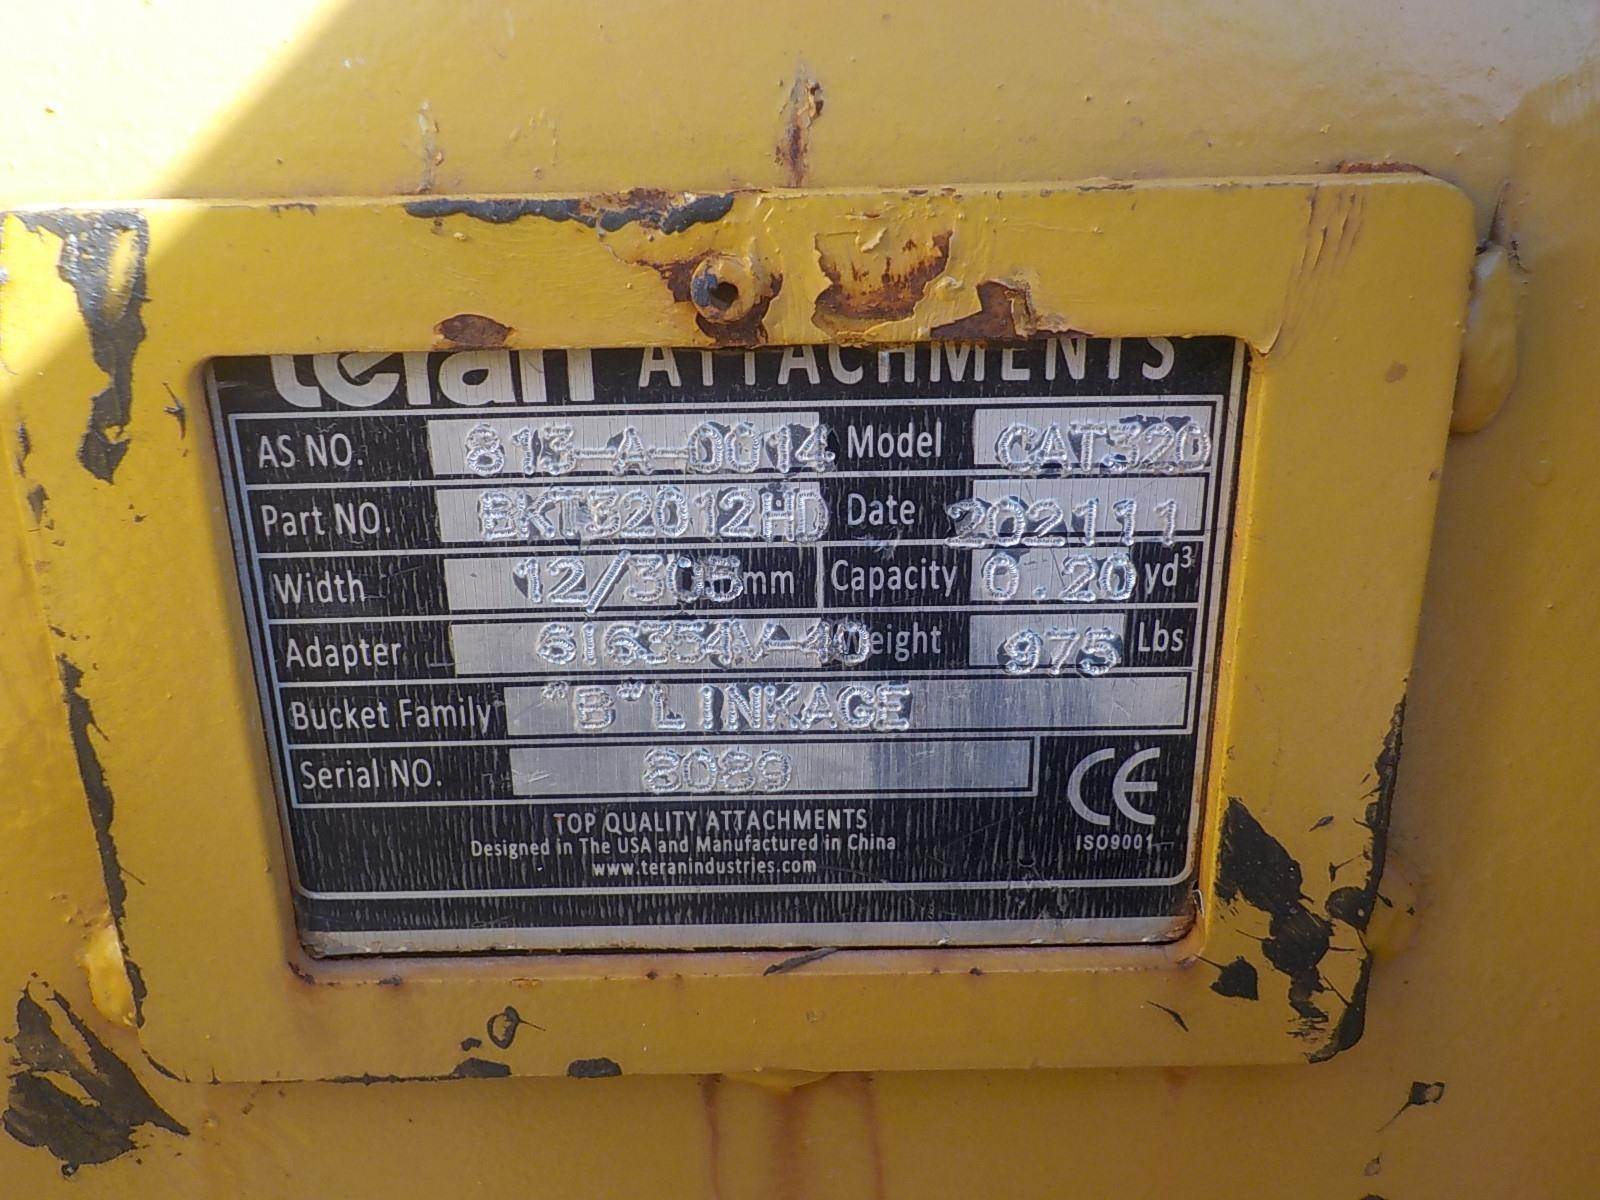 teran ATTACHMENTS
AS NO. 813-A-0014 Model CAT320
Part NO. BKT32012HD Date 202111
Width 12/305mm Capacity 0.20 yd³
Adapter 616354V-40 Weight 975 Lbs
Bucket Family "B"LINKAGE
Serial NO. 8089
CE
ISO9001
TOP QUALITY ATTACHMENTS
Designed in The USA and Manufactured in China
www.teranindustries.com